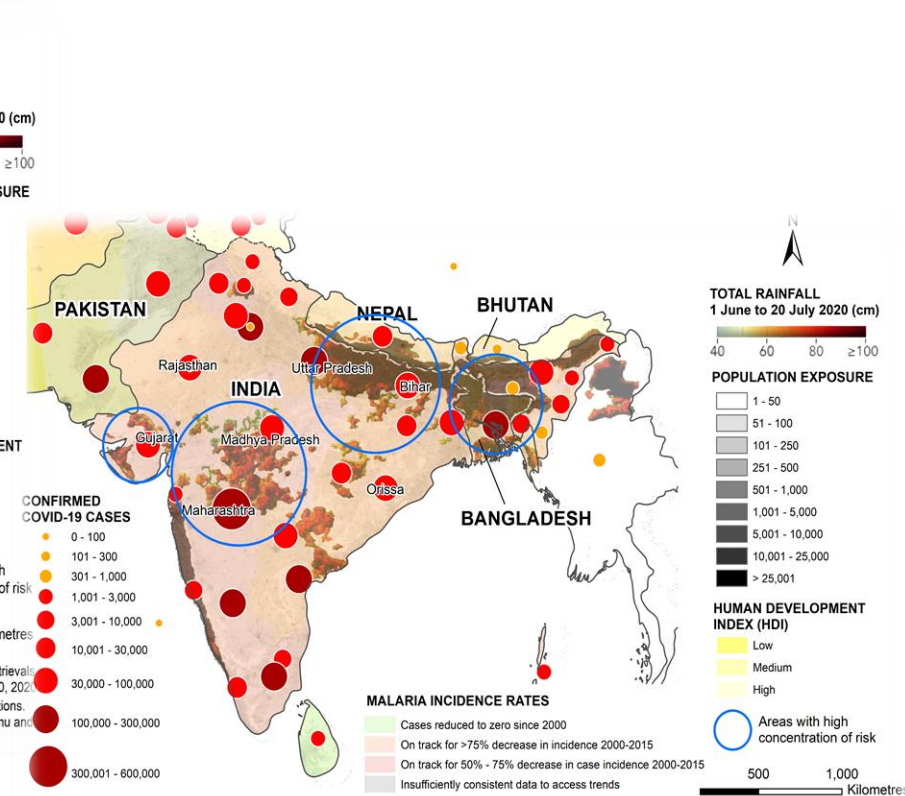 0 (cm)
≥100
SURE
N
PAKISTAN
NEPAL
BHUTAN
Rajasthan
Uttar Pradesh
INDIA
Bihar
Gujarat
Madhya Pradesh
Maharashtra
Orissa
BANGLADESH
ENT
CONFIRMED
COVID-19 CASES
0 - 100
101 - 300
301 - 1,000
1,001 - 3,000
3,001 - 10,000
10,001 - 30,000
30,000 - 100,000
100,000 - 300,000
300,001 - 600,000
h
of risk
metres
trievals
0, 2020
tions.
nu and
TOTAL RAINFALL
1 June to 20 July 2020 (cm)
40 60 80 ≥100
POPULATION EXPOSURE
1 - 50
51 - 100
101 - 250
251 - 500
501 - 1,000
1,001 - 5,000
5,001 - 10,000
10,001 - 25,000
> 25,001
HUMAN DEVELOPMENT
INDEX (HDI)
Low
Medium
High
Areas with high
concentration of risk
MALARIA INCIDENCE RATES
Cases reduced to zero since 2000
On track for >75% decrease in incidence 2000-2015
On track for 50% - 75% decrease in case incidence 2000-2015
Insufficiently consistent data to access trends
500 1,000
Kilometres